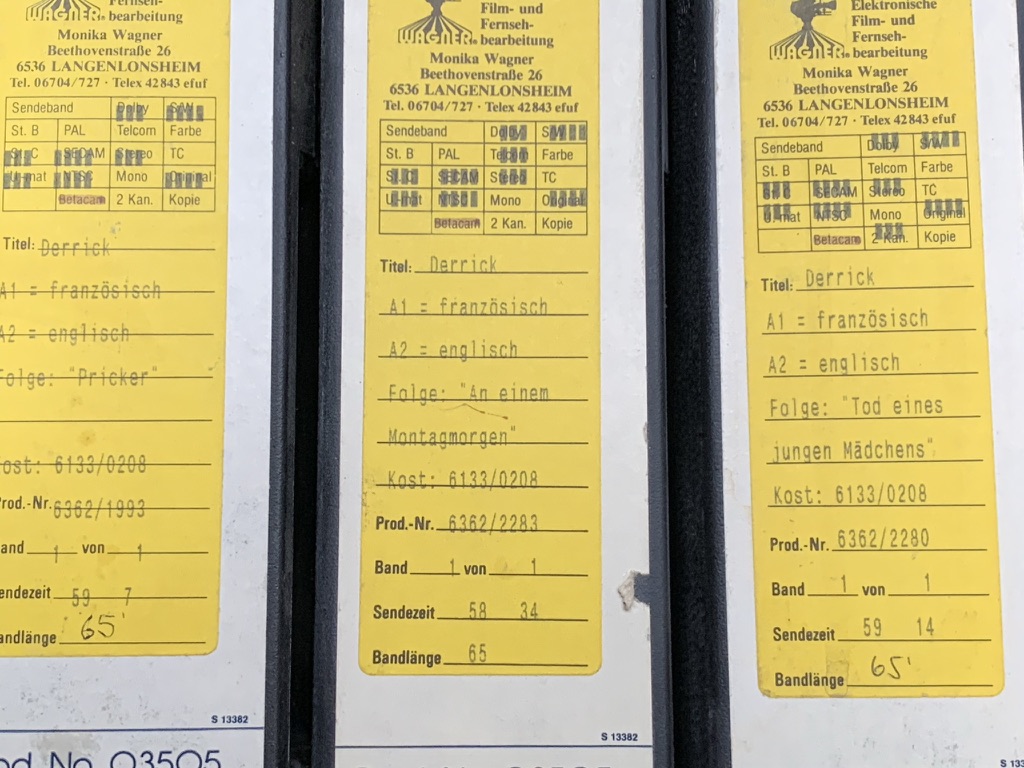 Fernseh-
WAGNER bearbeitung
Monika Wagner
Beethovenstraße 26
6536 LANGENLONSHEIM
Tel. 06704/727 · Telex 42843 efuf
Sendeband Dolby S/W
St. B PAL Telcom Farbe
St. C SECAM Stereo TC
U-mat NTSC Mono Original
Betacam 2 Kan. Kopie
Titel: Derrick
A1 = französisch
A2 = englisch
Folge: "Pricker"
Kost: 6133/0208
Prod.-Nr. 6362/1993
Band 1 von 1
Sendezeit 59 7
Bandlänge 65'
S 13382
No 03505
Film- und
Fernseh-
WAGNER bearbeitung
Monika Wagner
Beethovenstraße 26
6536 LANGENLONSHEIM
Tel. 06704/727 · Telex 42843 efuf
Sendeband Dolby S/W
St. B PAL Telcom Farbe
St. C SECAM Stereo TC
U-mat NTSC Mono Original
Betacam 2 Kan. Kopie
Titel: Derrick
A1 = französisch
A2 = englisch
Folge: "An einem
Montagmorgen"
Kost: 6133/0208
Prod.-Nr. 6362/2283
Band 1 von 1
Sendezeit 58 34
Bandlänge 65
S 13382
Elektronische
Film- und
Fernseh-
WAGNER bearbeitung
Monika Wagner
Beethovenstraße 26
6536 LANGENLONSHEIM
Tel. 06704/727 · Telex 42843 efuf
Sendeband Dolby S/W
St. B PAL Telcom Farbe
St. C SECAM Stereo TC
U-mat NTSC Mono Original
Betacam 2 Kan. Kopie
Titel: Derrick
A1 = französisch
A2 = englisch
Folge: "Tod eines
jungen Mädchens"
Kost: 6133/0208
Prod.-Nr. 6362/2280
Band 1 von 1
Sendezeit 59 14
Bandlänge 65'
S 133